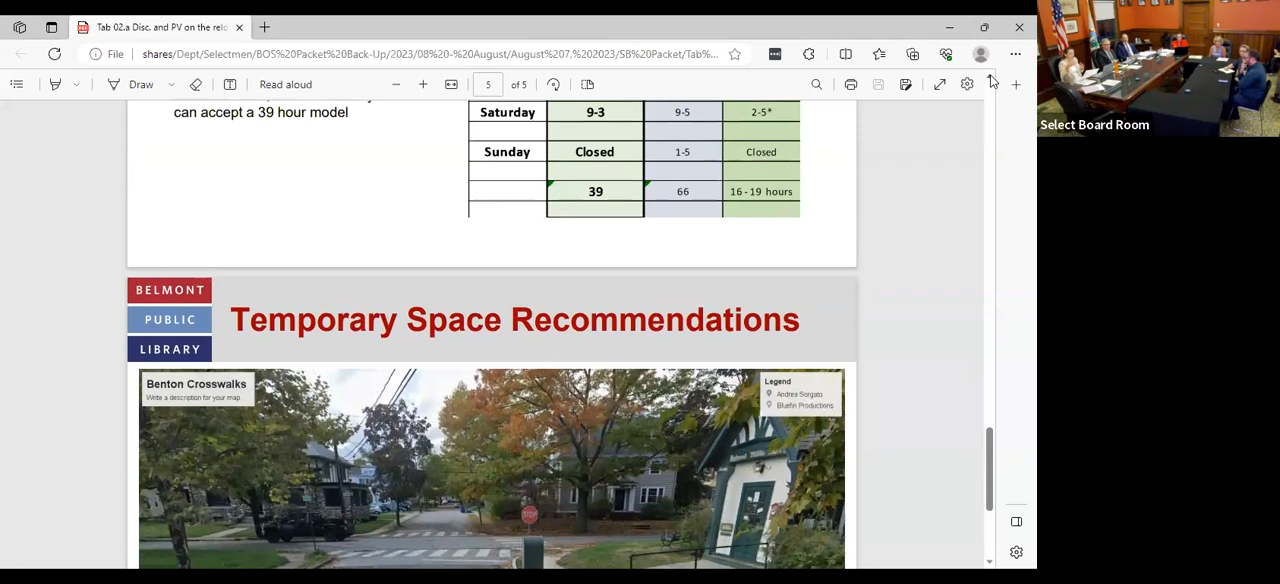 Tab 02.a Disc. and PV on the relo
File
shares/Dept/Selectmen/BOS%20Packet%20Back-Up/2023/08%20-%20August/August%207,%202023/SB%20Packet/Tab%...
Draw
Read aloud
5 of 5
can accept a 39 hour model
Saturday 9-3 9-5 2-5*
Sunday Closed 1-5 Closed
39 66 16-19 hours
BELMONT
PUBLIC
LIBRARY
Temporary Space Recommendations
Benton Crosswalks
Write a description for your map.
Legend
Andrea Sorgato
Bluefin Productions
STOP
Select Board Room